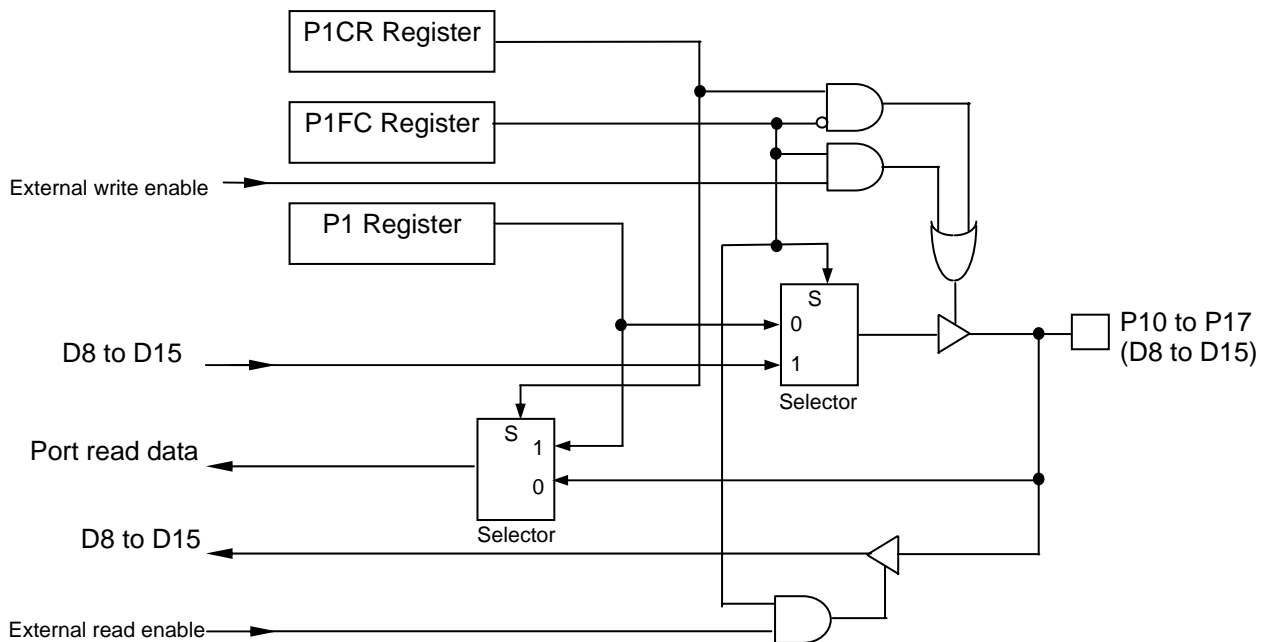 P1CR Register
P1FC Register
External write enable
P1 Register
S
0
1
P10 to P17
(D8 to D15)
D8 to D15
Selector
S
1
0
Port read data
Selector
D8 to D15
External read enable